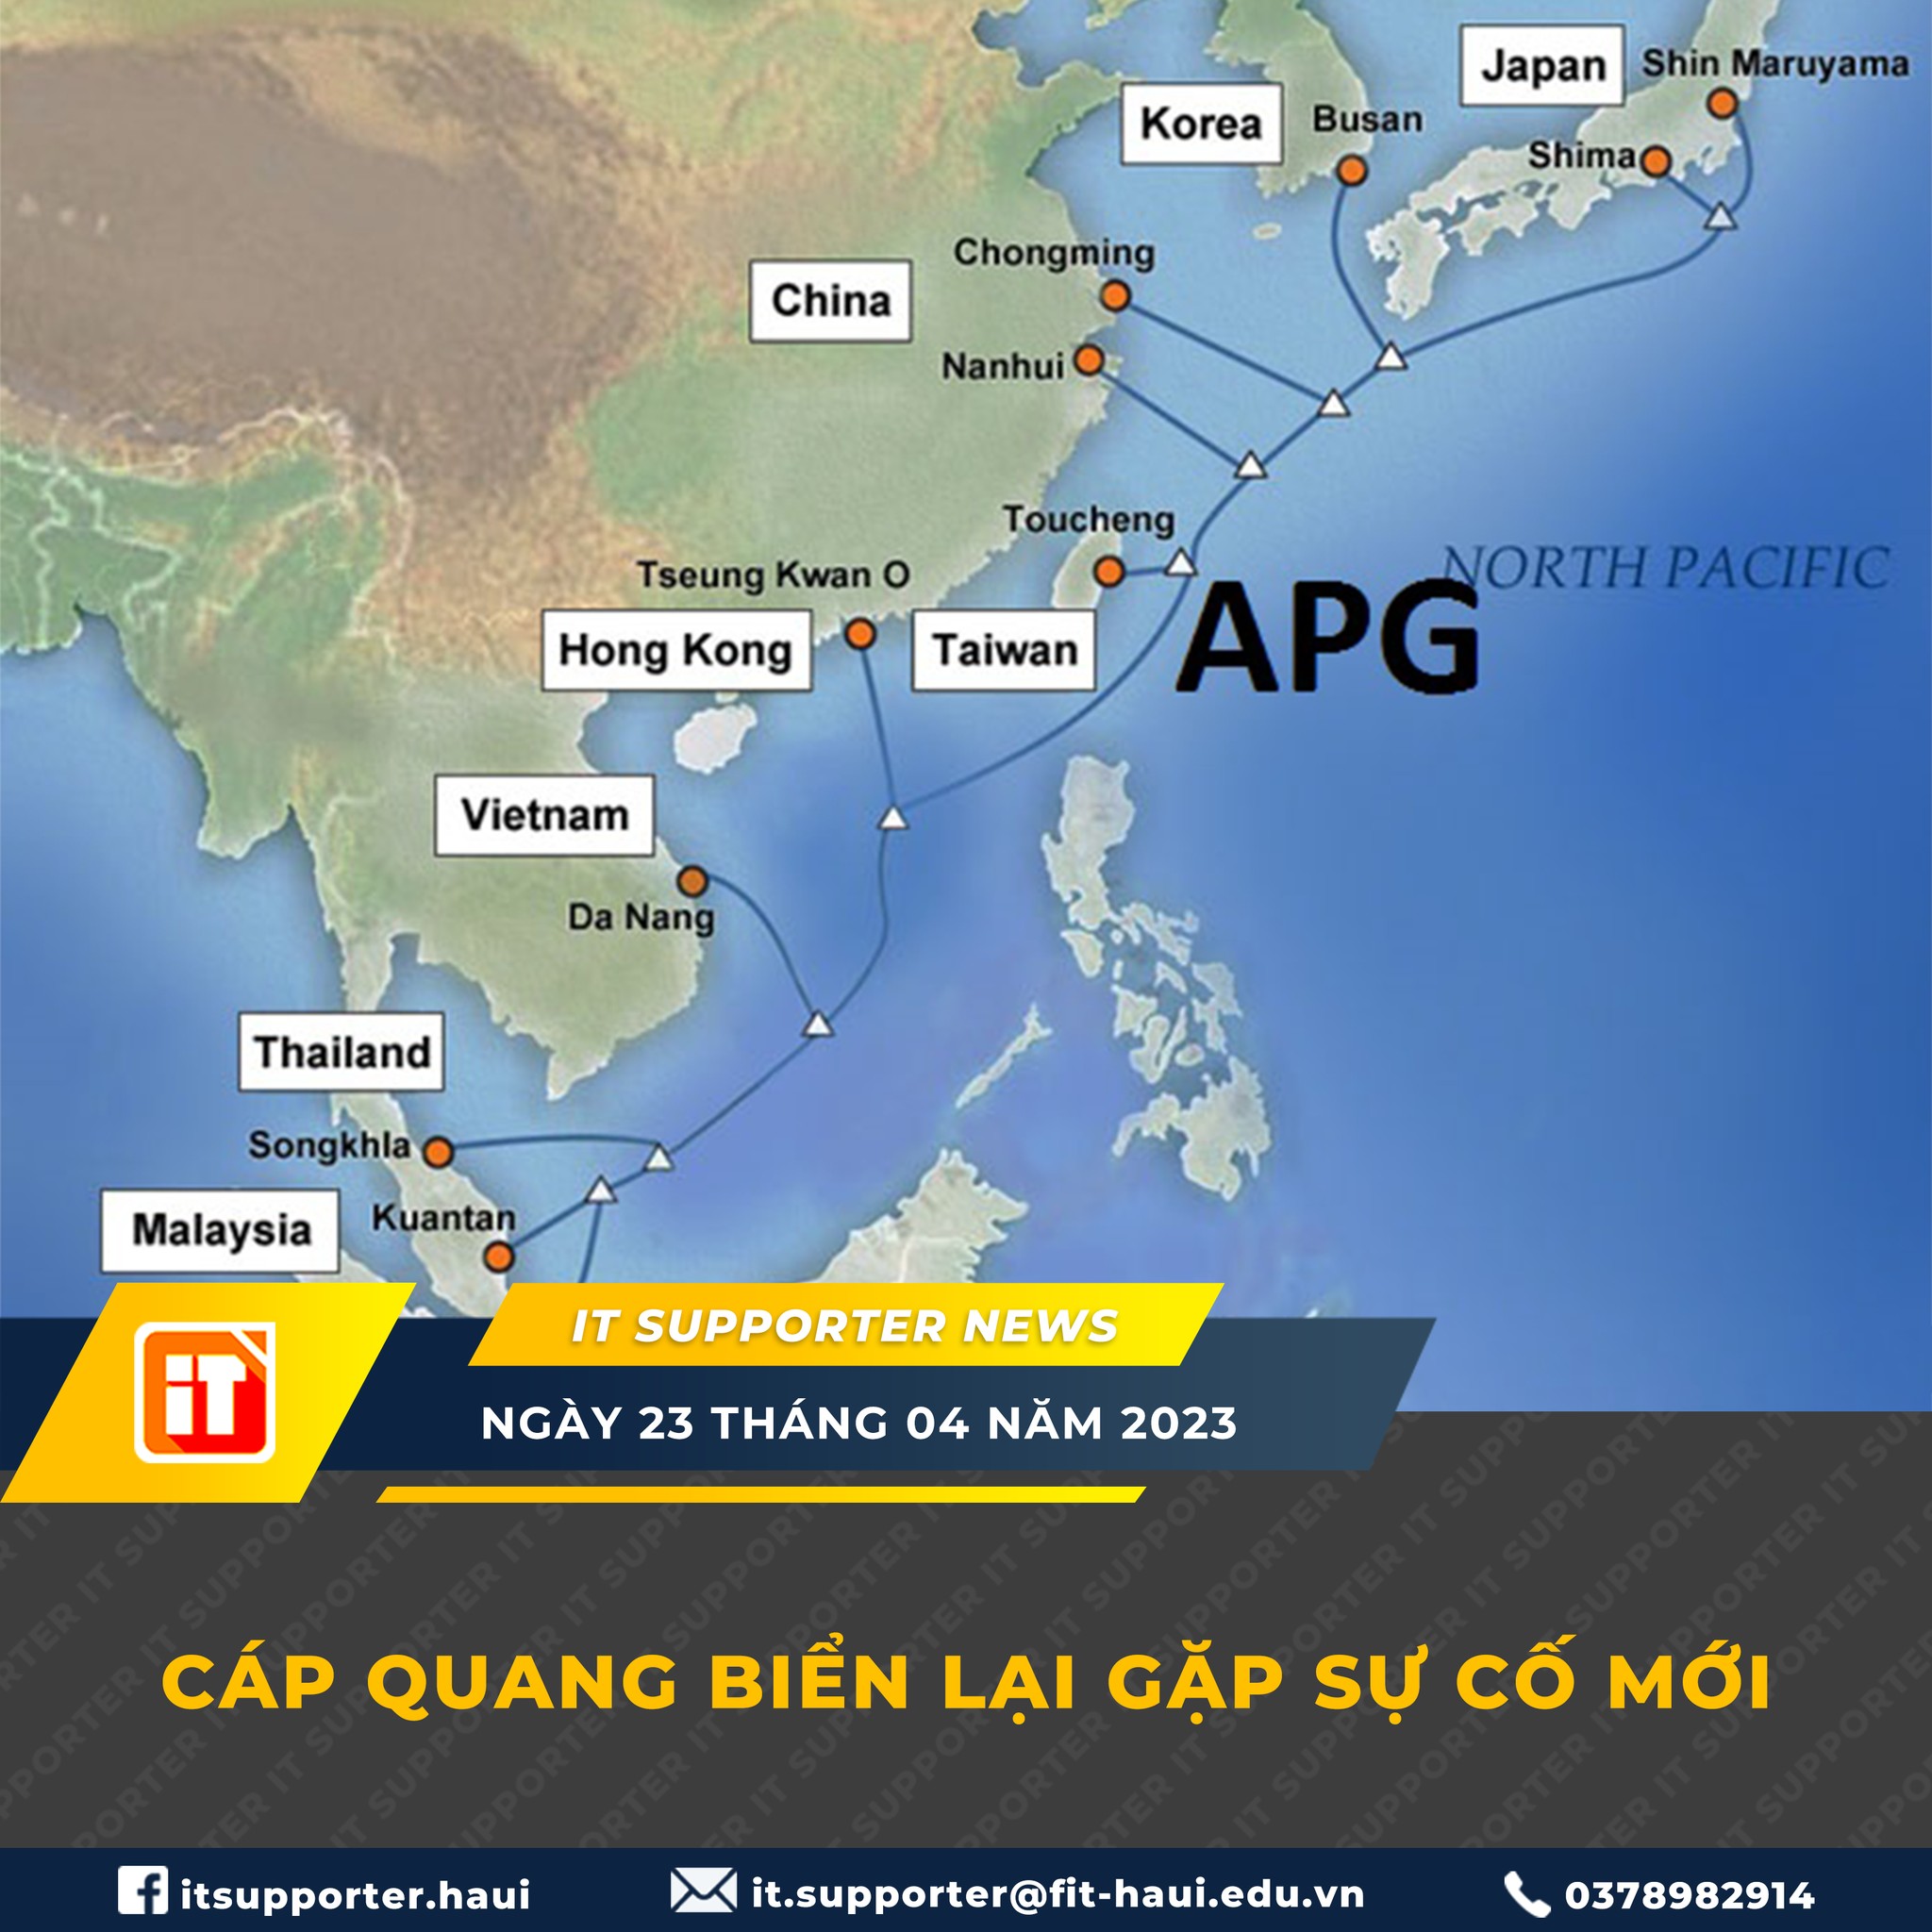 Japan
Shin Maruyama
Korea
Busan
Shima
Chongming
China
Nanhui
Toucheng
Tseung Kwan O
NORTH PACIFIC
APG
Hong Kong
Taiwan
Vietnam
Da Nang
Thailand
Songkhla
Malaysia
Kuantan
iT
IT SUPPORTER NEWS
NGÀY 23 THÁNG 04 NĂM 2023
CÁP QUANG BIỂN LẠI GẶP SỰ CỐ MỚI
itsupporter.haui
it.supporter@fit-haui.edu.vn
0378982914